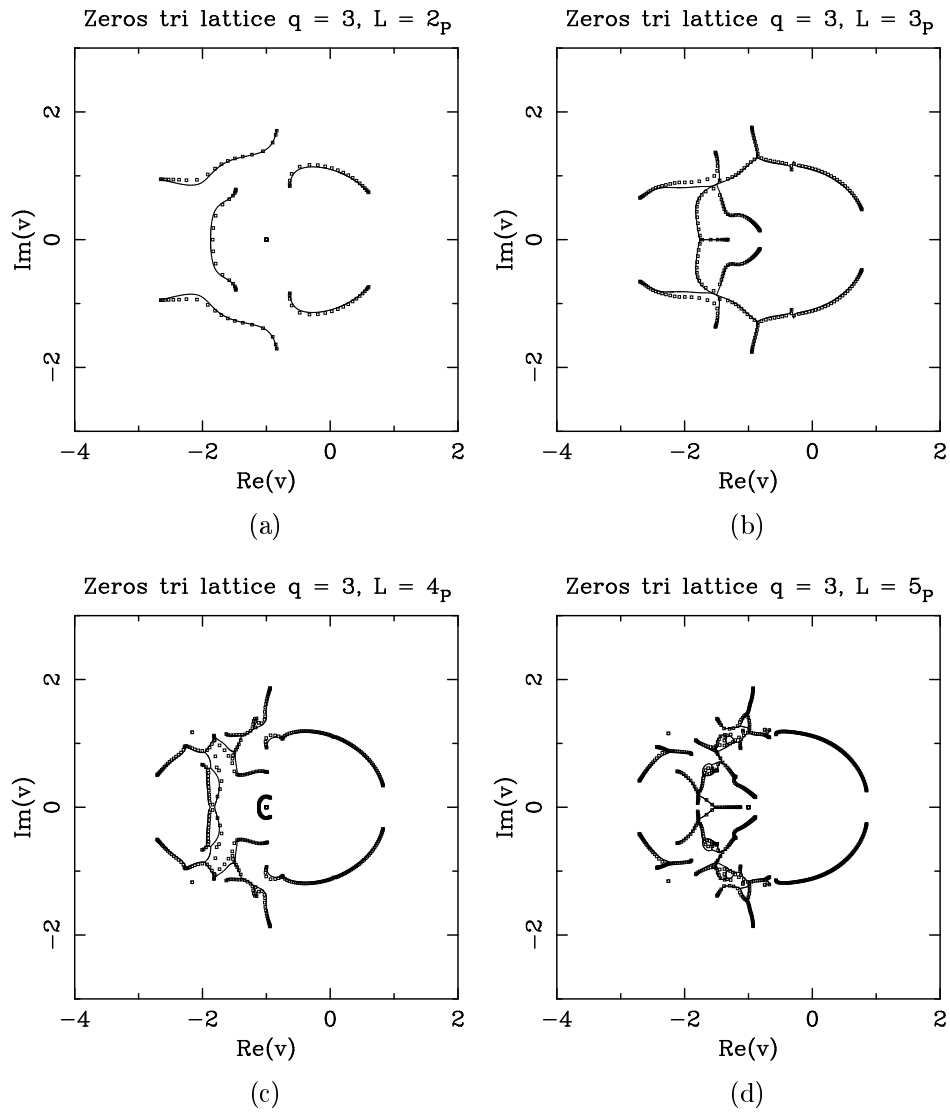 Zeros tri lattice q = 3, L = 2P
Zeros tri lattice q = 3, L = 3P
Im(v)
2
0
−2
−4
−2
0
2
Re(v)
(a)
Im(v)
2
0
−2
−4
−2
0
2
Re(v)
(b)
Zeros tri lattice q = 3, L = 4P
Zeros tri lattice q = 3, L = 5P
Im(v)
2
0
−2
−4
−2
0
2
Re(v)
(c)
Im(v)
2
0
−2
−4
−2
0
2
Re(v)
(d)